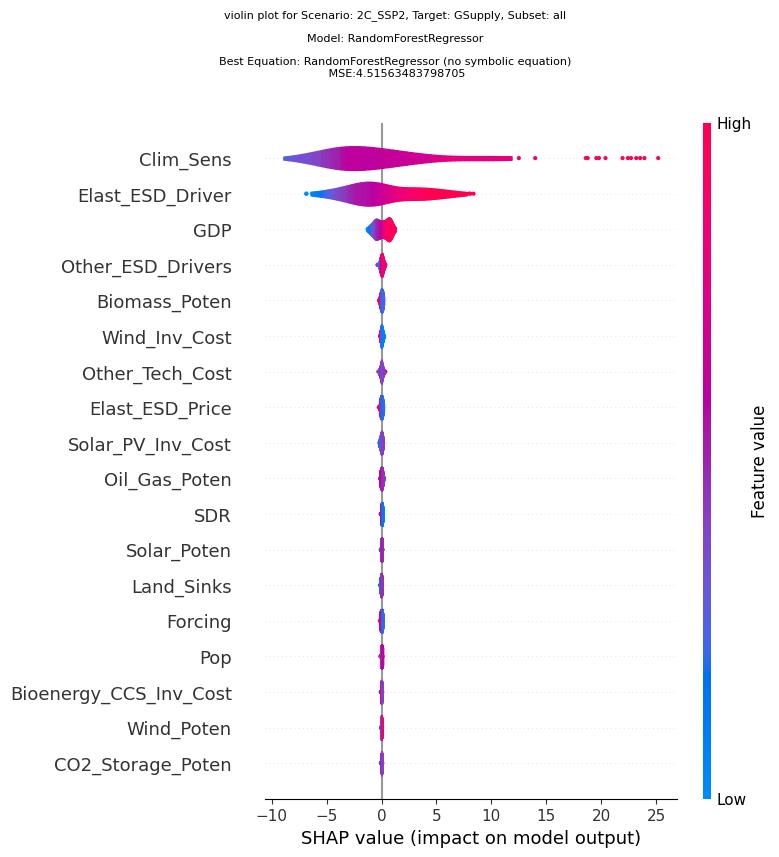 violin plot for Scenario: 2C_SSP2, Target: GSupply, Subset: all
Model: RandomForestRegressor
Best Equation: RandomForestRegressor (no symbolic equation)
MSE:4.51563483798705
High
Clim_Sens
Elast_ESD_Driver
GDP
Other_ESD_Drivers
Biomass_Poten
Wind_Inv_Cost
Other_Tech_Cost
Elast_ESD_Price
Solar_PV_Inv_Cost
Oil_Gas_Poten
SDR
Solar_Poten
Land_Sinks
Forcing
Pop
Bioenergy_CCS_Inv_Cost
Wind_Poten
CO2_Storage_Poten
Feature value
Low
−10 −5 0 5 10 15 20 25
SHAP value (impact on model output)